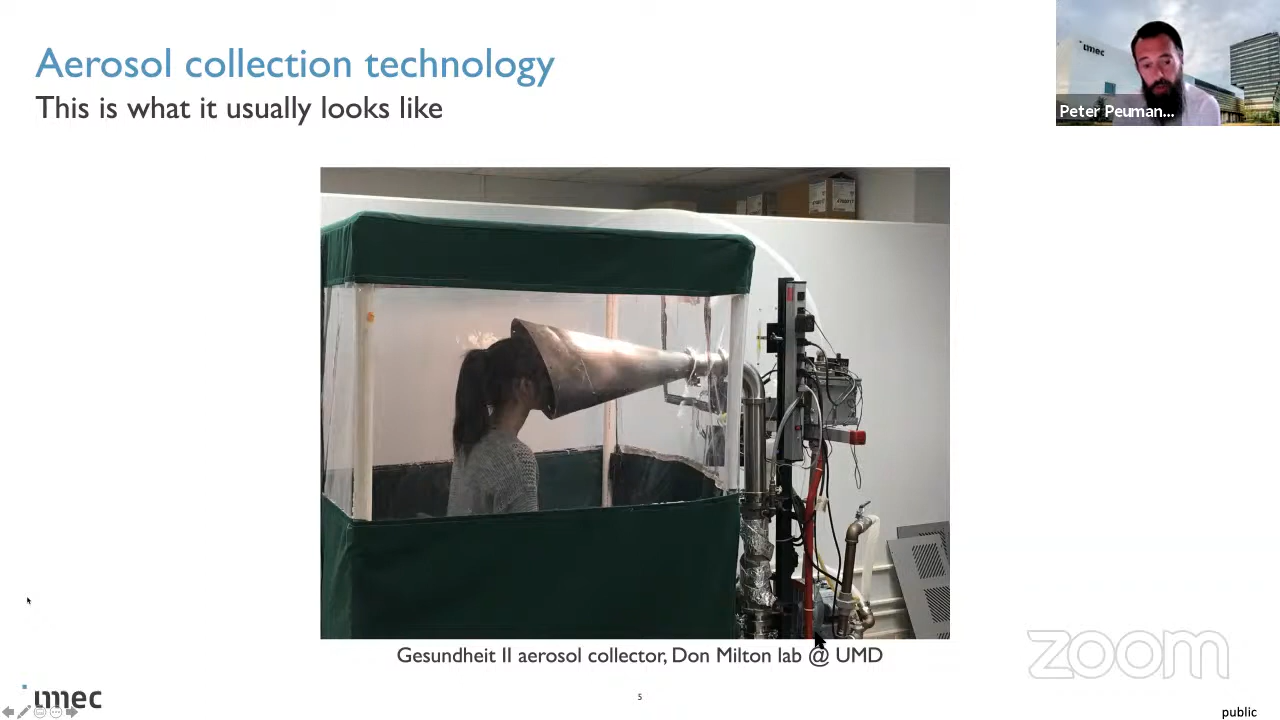 Aerosol collection technology
This is what it usually looks like
imec
Peter Peuman...
Gesundheit II aerosol collector, Don Milton lab @ UMD
zoom
imec
5
public